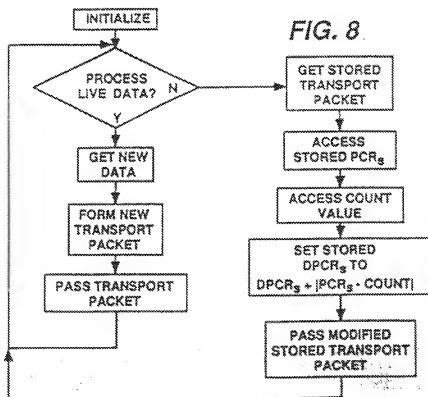 INITIALIZE
FIG. 8
PROCESS
LIVE DATA?
N
Y
GET NEW
DATA
FORM NEW
TRANSPORT
PACKET
PASS TRANSPORT
PACKET
GET STORED
TRANSPORT
PACKET
ACCESS
STORED PCRS
ACCESS COUNT
VALUE
SET STORED
DPCRS TO
DPCRS + |PCRS - COUNT|
PASS MODIFIED
STORED TRANSPORT
PACKET